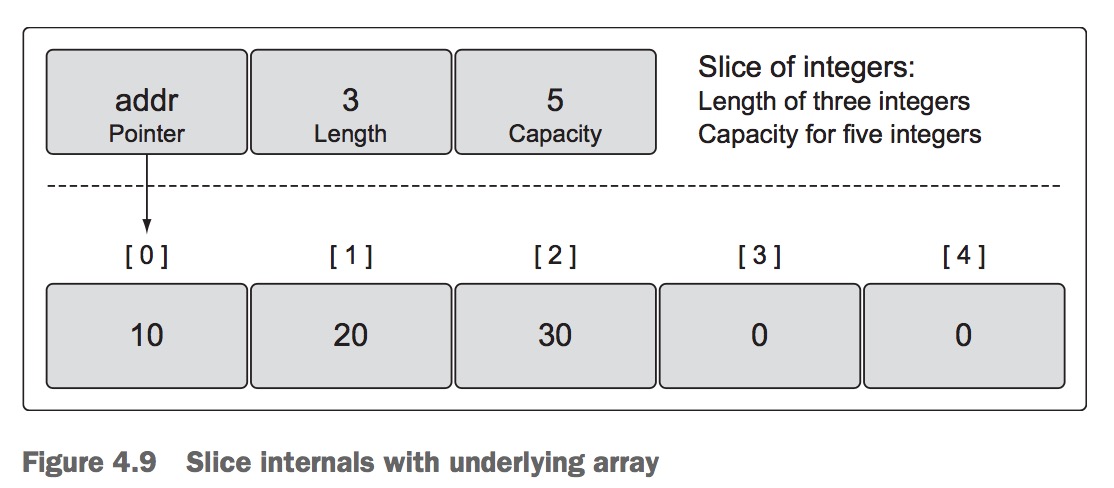 addr
Pointer
3
Length
5
Capacity
Slice of integers:
Length of three integers
Capacity for five integers
[ 0 ]
[ 1 ]
[ 2 ]
[ 3 ]
[ 4 ]
10
20
30
0
0
Figure 4.9 Slice internals with underlying array